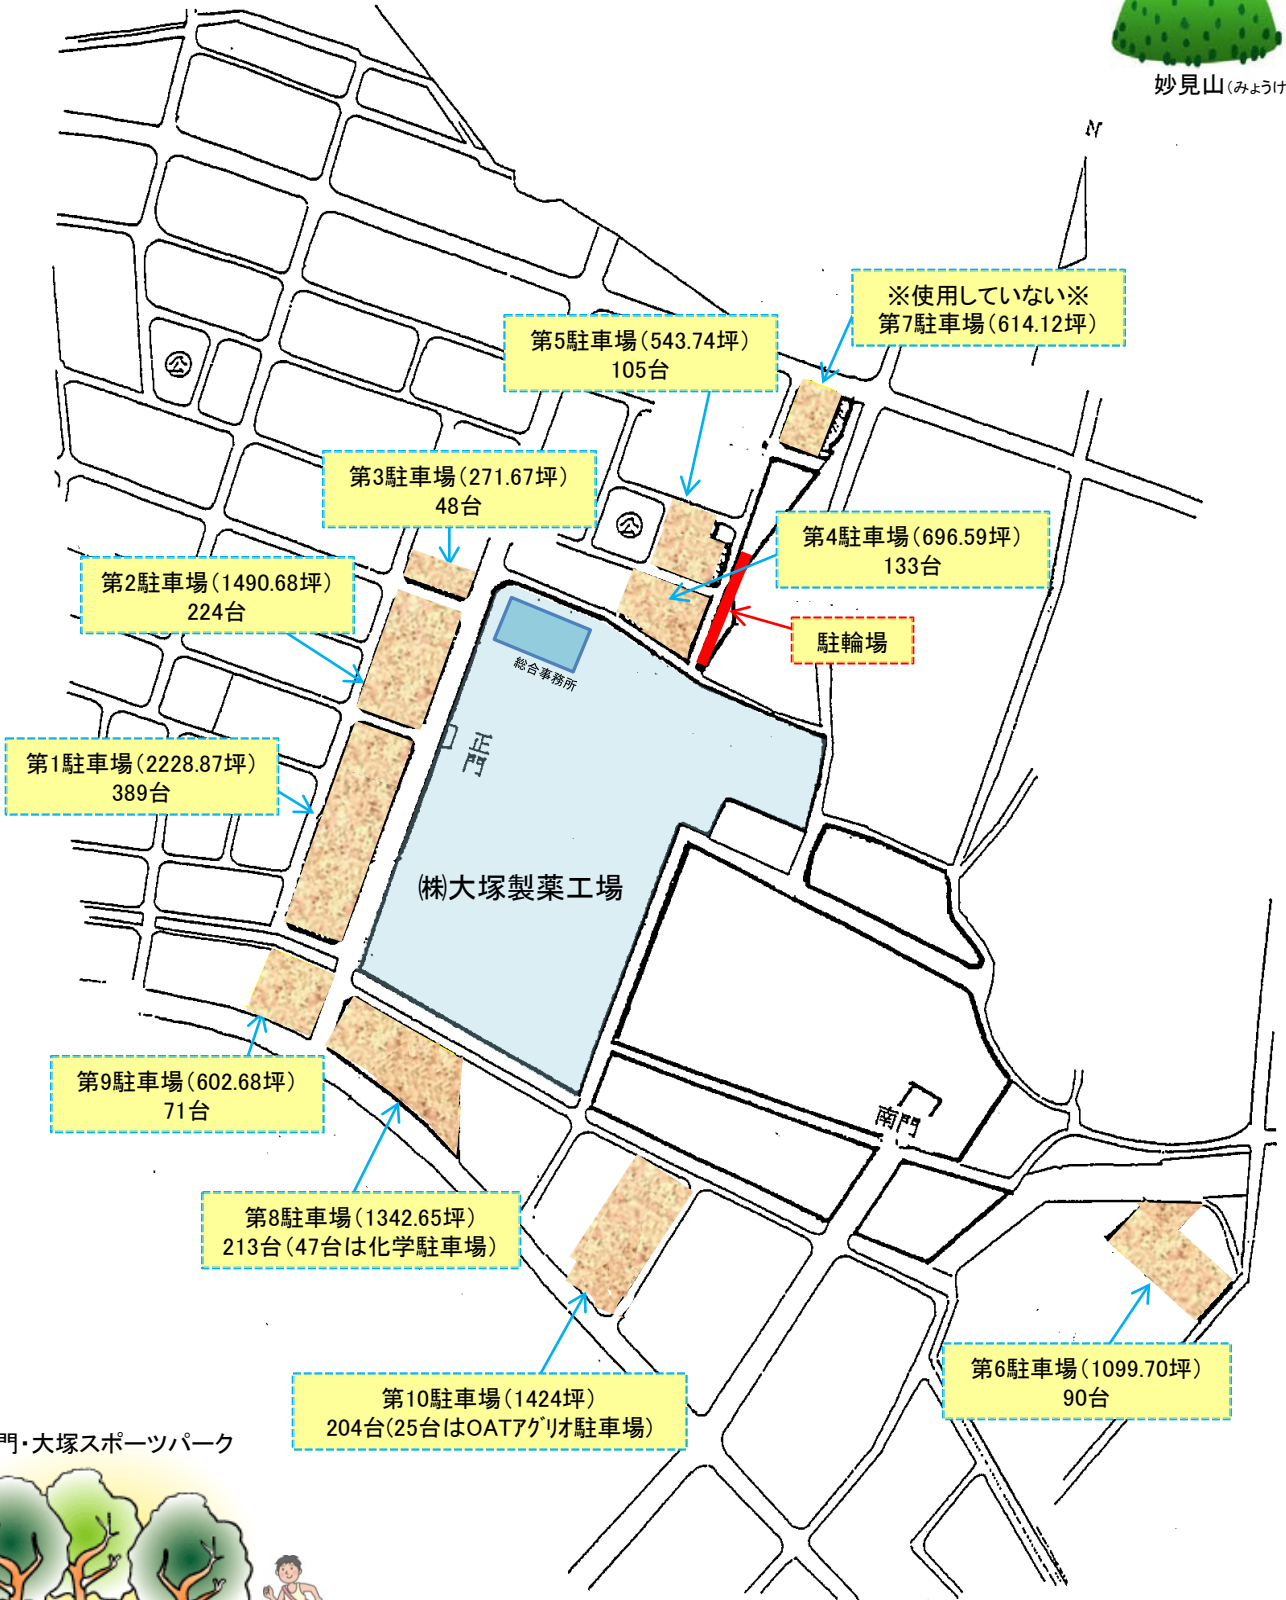 妙見山(みょうけ
N
※使用していない※
第7駐車場(614.12坪)
第5駐車場(543.74坪)
105台
公
第3駐車場(271.67坪)
48台
公
第4駐車場(696.59坪)
133台
第2駐車場(1490.68坪)
224台
駐輪場
総合事務所
正門
第1駐車場(2228.87坪)
389台
㈱大塚製薬工場
第9駐車場(602.68坪)
71台
南門
第8駐車場(1342.65坪)
213台(47台は化学駐車場)
第6駐車場(1099.70坪)
90台
第10駐車場(1424坪)
204台(25台はOATアグリオ駐車場)
門・大塚スポーツパーク